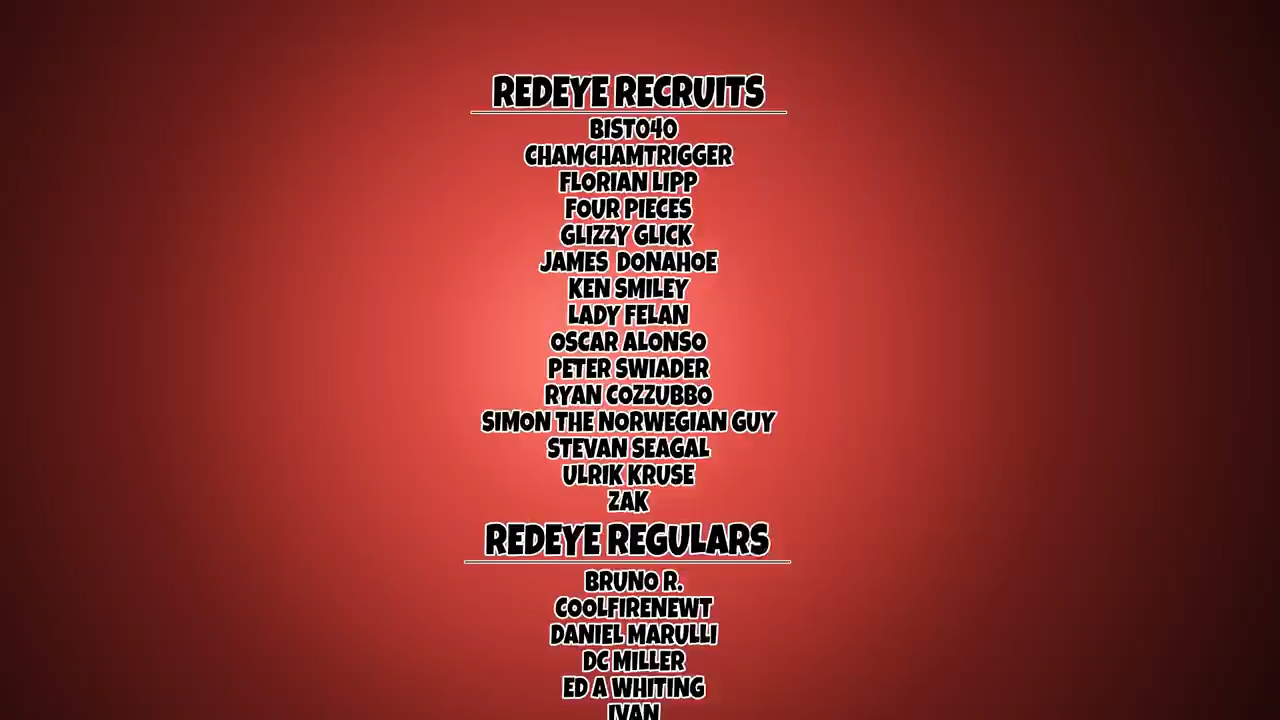 REDEYE RECRUITS
BISTO40
CHAMCHAMTRIGGER
FLORIAN LIPP
FOUR PIECES
GLIZZY GLICK
JAMES DONAHOE
KEN SMILEY
LADY FELAN
OSCAR ALONSO
PETER SWIADER
RYAN COZZUBBO
SIMON THE NORWEGIAN GUY
STEVAN SEAGAL
ULRIK KRUSE
ZAK
REDEYE REGULARS
BRUNO R.
COOLFIRENEWT
DANIEL MARULLI
DC MILLER
ED A WHITING
IVAN